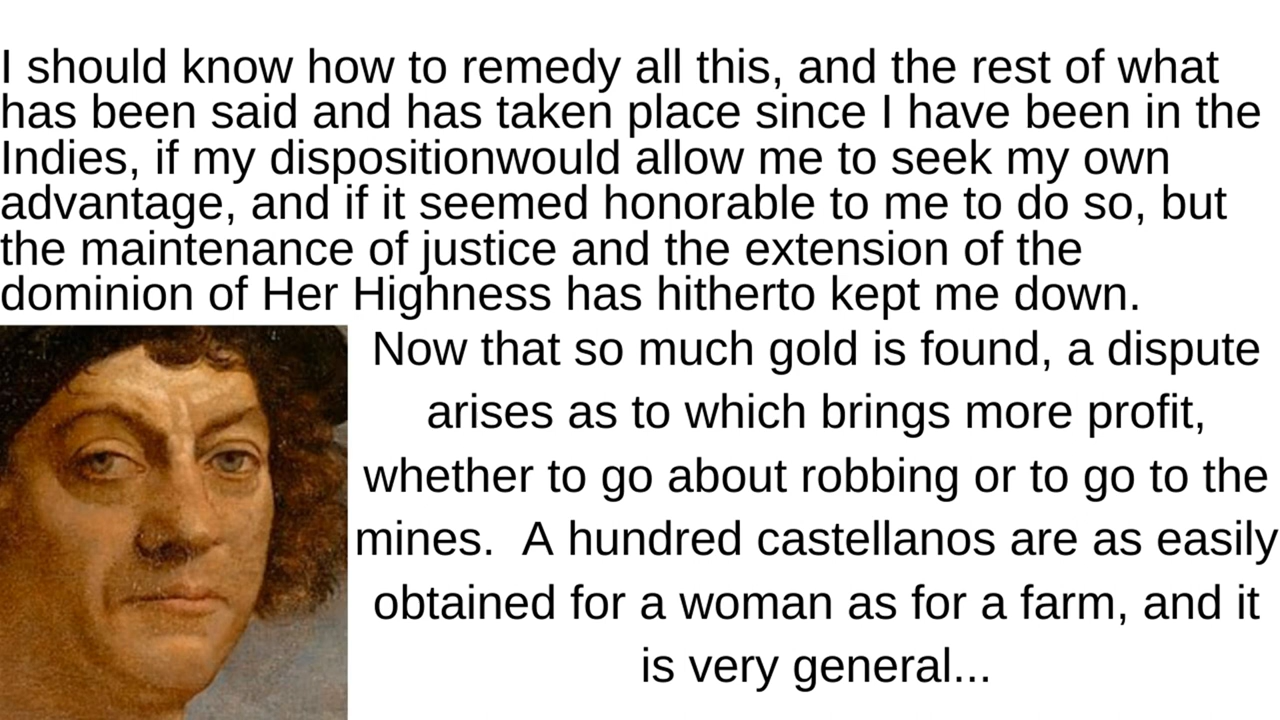 I should know how to remedy all this, and the rest of what
has been said and has taken place since I have been in the
Indies, if my dispositionwould allow me to seek my own
advantage, and if it seemed honorable to me to do so, but
the maintenance of justice and the extension of the
dominion of Her Highness has hitherto kept me down.
Now that so much gold is found, a dispute
arises as to which brings more profit,
whether to go about robbing or to go to the
mines.  A hundred castellanos are as easily
obtained for a woman as for a farm, and it
is very general...